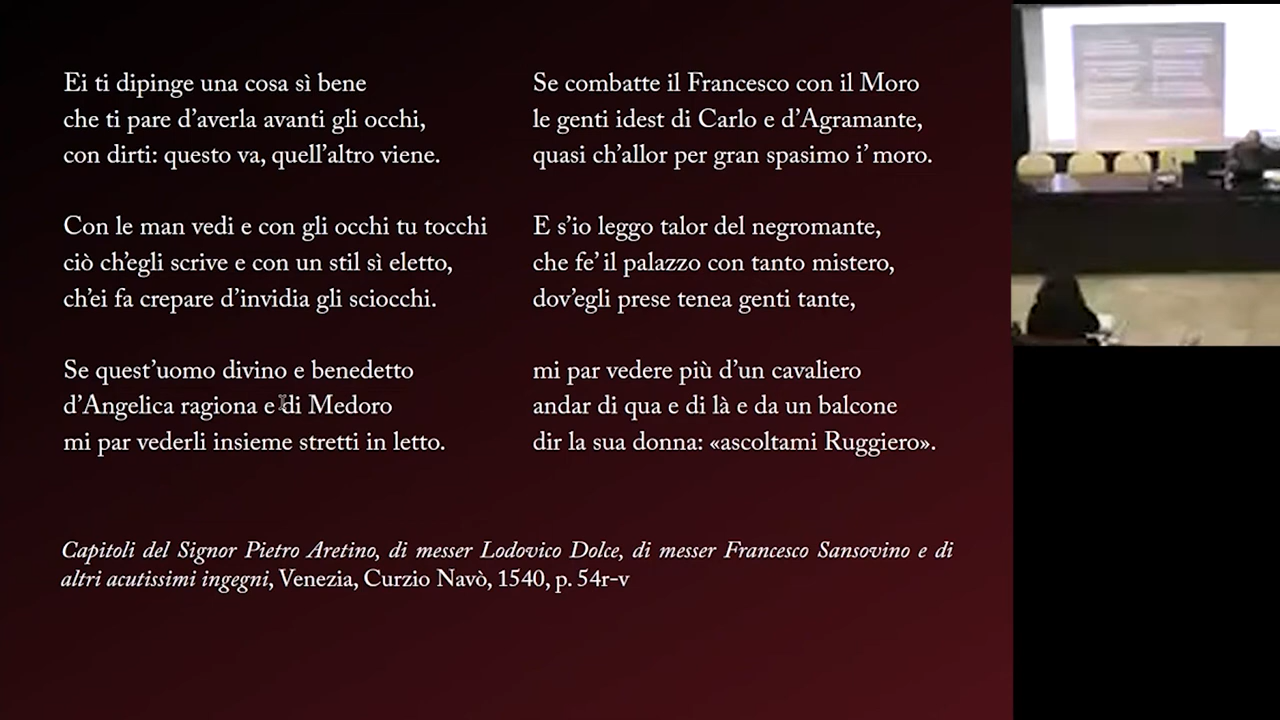 Ei ti dipinge una cosa sì bene
che ti pare d’averla avanti gli occhi,
con dirti: questo va, quell’altro viene.
Con le man vedi e con gli occhi tu tocchi
ciò ch’egli scrive e con un stil sì eletto,
ch’ei fa crepare d’invidia gli sciocchi.
Se quest’uomo divino e benedetto
d’Angelica ragiona e di Medoro
mi par vederli insieme stretti in letto.
Se combatte il Francesco con il Moro
le genti idest di Carlo e d’Agramante,
quasi ch’allor per gran spasimo i’ moro.
E s’io leggo talor del negromante,
che fe’ il palazzo con tanto mistero,
dov’egli prese tenea genti tante,
mi par vedere più d’un cavaliero
andar di qua e di là e da un balcone
dir la sua donna: «ascoltami Ruggiero».
Capitoli del Signor Pietro Aretino, di messer Lodovico Dolce, di messer Francesco Sansovino e di
altri acutissimi ingegni, Venezia, Curzio Navò, 1540, p. 54r-v